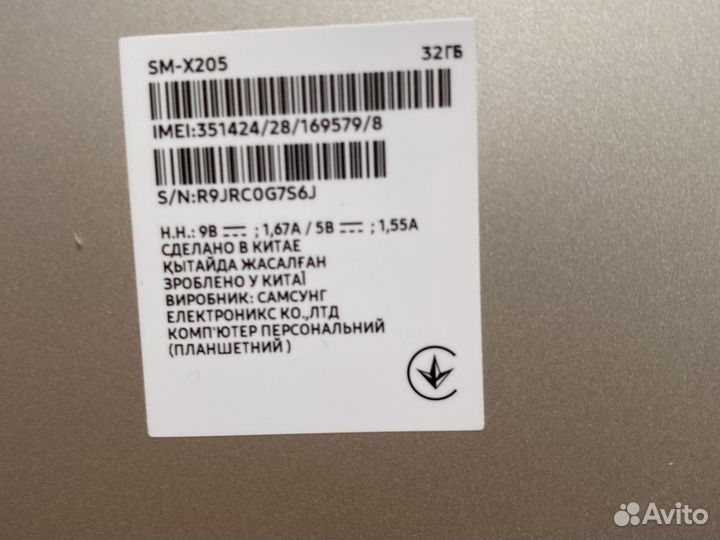 SM-X205 32ГБ
IMEI:351424/28/169579/8
S/N:R9JRC0G7S6J
Н.Н.: 9В ; 1,67А / 5В ; 1,55А
СДЕЛАНО В КИТАЕ
ҚЫТАЙДА ЖАСАЛҒАН
ЗРОБЛЕНО У КИТАЇ
ВИРОБНИК: САМСУНГ
ЕЛЕКТРОНИКС КО.,ЛТД
КОМП'ЮТЕР ПЕРСОНАЛЬНИЙ
(ПЛАНШЕТНИЙ )
Avito